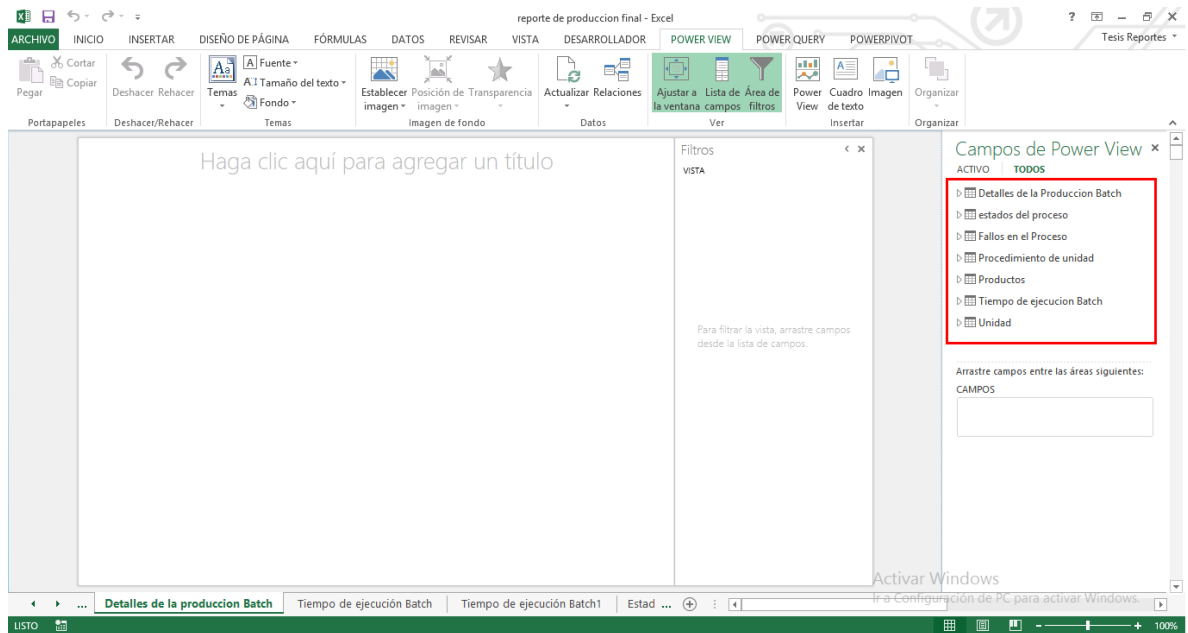 reporte de produccion final - Excel
?
ARCHIVO INICIO INSERTAR DISEÑO DE PÁGINA FÓRMULAS DATOS REVISAR VISTA DESARROLLADOR POWER VIEW POWER QUERY POWERPIVOT Tesis Reportes
Pegar
Cortar
Copiar
Portapapeles
Deshacer Rehacer
Deshacer/Rehacer
Temas
Fuente
Tamaño del texto
Fondo
Temas
Establecer imagen
Posición de imagen
Transparencia
Imagen de fondo
Actualizar Relaciones
Datos
Ajustar a la ventana
Lista de campos
Área de filtros
Ver
Power View
Cuadro de texto
Imagen
Insertar
Organizar
Organizar
Haga clic aquí para agregar un título
Filtros
VISTA
Para filtrar la vista, arrastre campos
desde la lista de campos.
Campos de Power View
ACTIVO TODOS
Detalles de la Produccion Batch
estados del proceso
Fallos en el Proceso
Procedimiento de unidad
Productos
Tiempo de ejecucion Batch
Unidad
Arrastre campos entre las áreas siguientes:
CAMPOS
Activar Windows
Ir a Configuración de PC para activar Windows.
... Detalles de la produccion Batch Tiempo de ejecución Batch Tiempo de ejecución Batch1 Estad ...
LISTO 100%